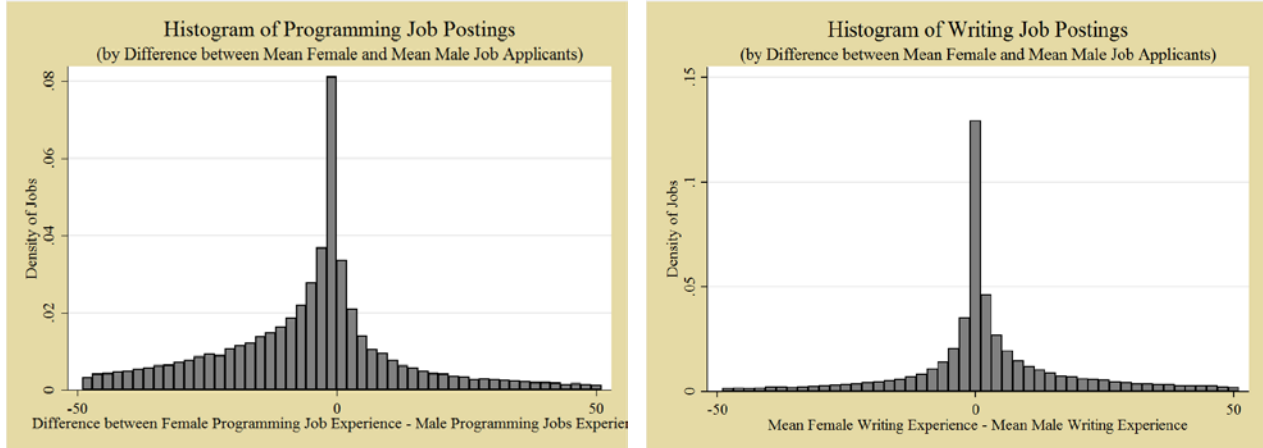 Histogram of Programming Job Postings
(by Difference between Mean Female and Mean Male Job Applicants)
Density of Jobs
.08
.06
.04
.02
0
-50
0
50
Difference between Female Programming Job Experience - Male Programming Jobs Experien
Histogram of Writing Job Postings
(by Difference between Mean Female and Mean Male Job Applicants)
Density of Jobs
.15
.1
.05
0
-50
0
50
Mean Female Writing Experience - Mean Male Writing Experience